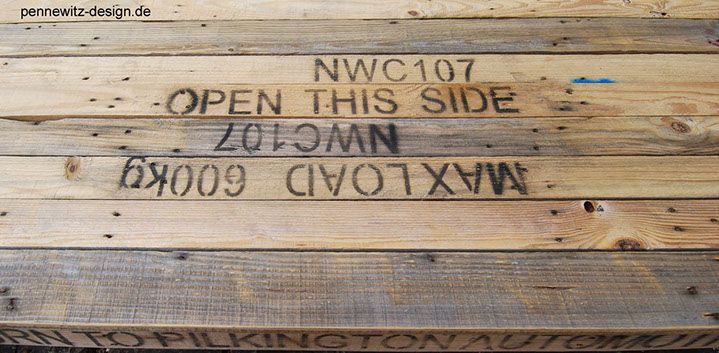 pennewitz-design.de
NWC107
OPEN THIS SIDE
NWC107
MAX LOAD 600kg
TO PILKINGTON